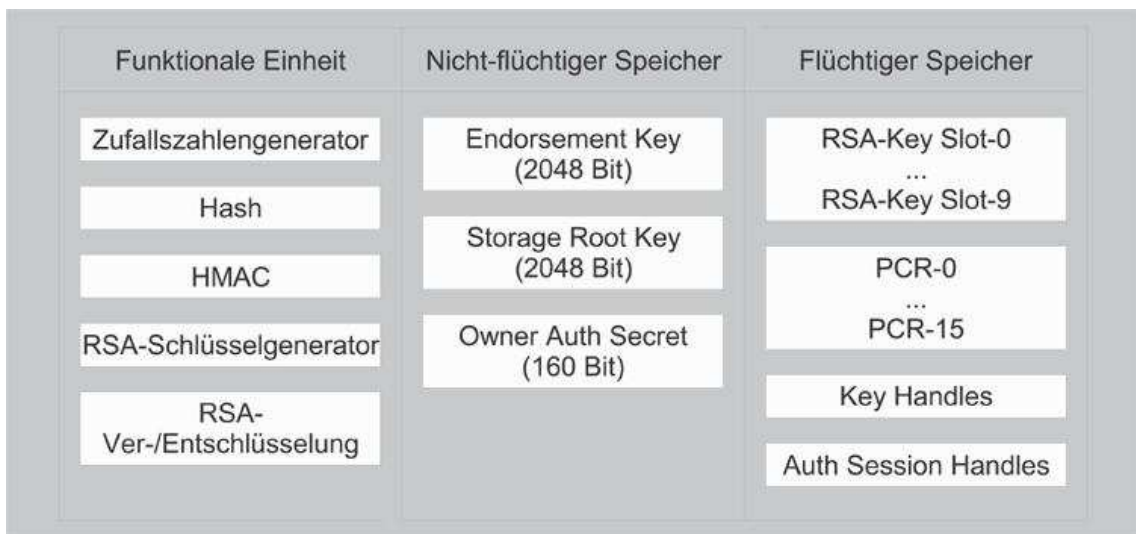 Funktionale Einheit
Zufallszahlengenerator
Hash
HMAC
RSA-Schlüsselgenerator
RSA-
Ver-/Entschlüsselung
Nicht-flüchtiger Speicher
Endorsement Key
(2048 Bit)
Storage Root Key
(2048 Bit)
Owner Auth Secret
(160 Bit)
Flüchtiger Speicher
RSA-Key Slot-0
...
RSA-Key Slot-9
PCR-0
...
PCR-15
Key Handles
Auth Session Handles